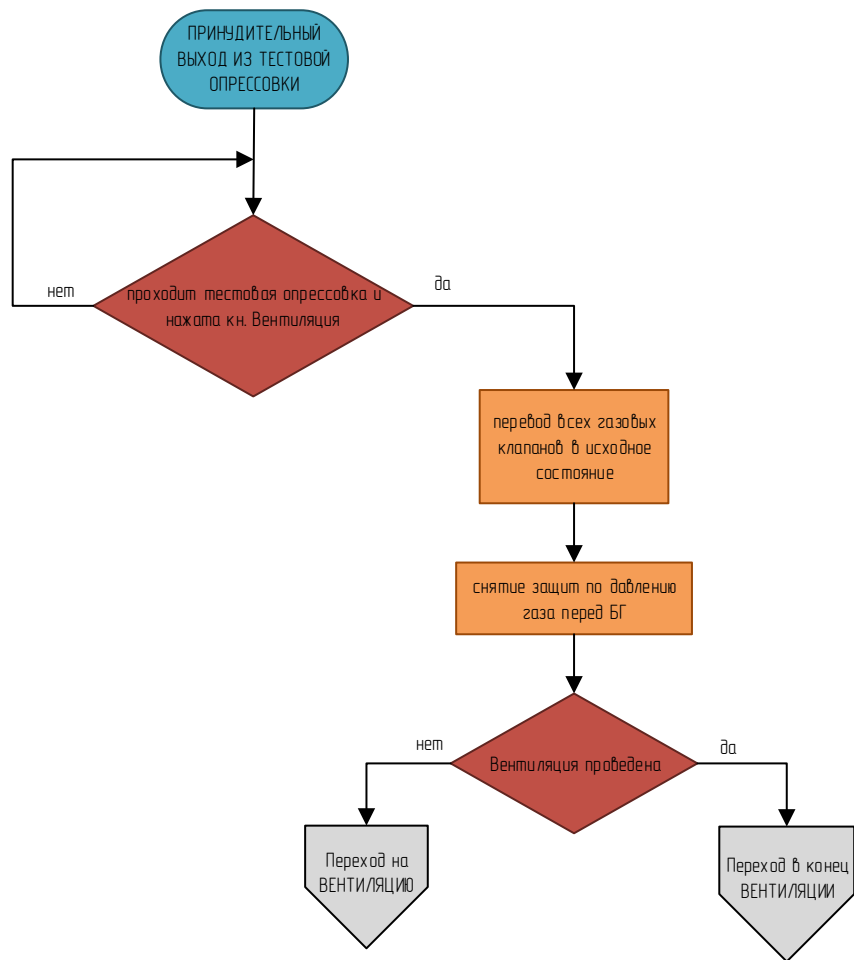 ПРИНУДИТЕЛЬНЫЙ
ВЫХОД ИЗ ТЕСТОВОЙ
ОПРЕССОВКИ
нет
да
проходит тестовая опрессовка и
нажата кн. Вентиляция
перевод всех газовых
клапанов в исходное
состояние
снятие защит по давлению
газа перед БГ
нет
да
Вентиляция проведена
Переход на
ВЕНТИЛЯЦИЮ
Переход в конец
ВЕНТИЛЯЦИИ